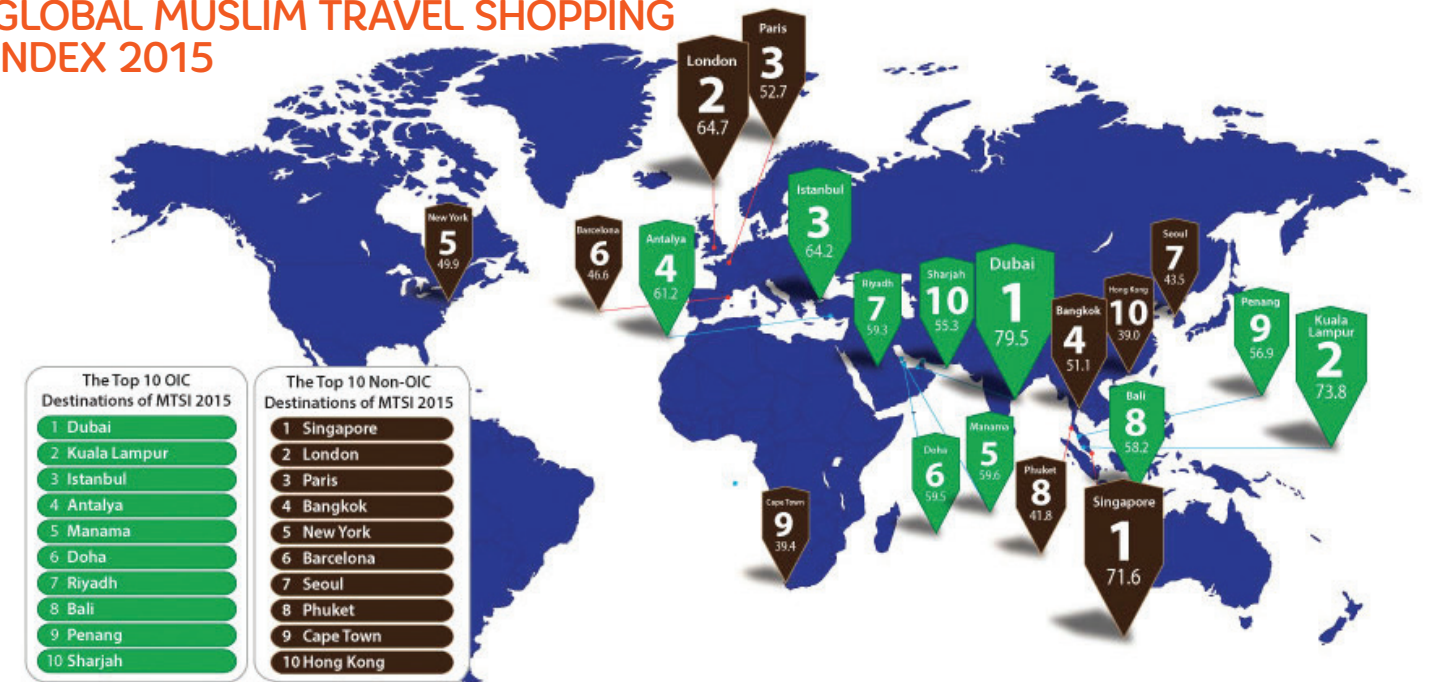 GLOBAL MUSLIM TRAVEL SHOPPING
INDEX 2015
Paris
3
52.7
London
2
64.7
Istanbul
3
64.2
New York
5
49.9
Barcelona
6
46.6
Antalya
4
61.2
Riyadh
7
59.3
Sharjah
10
55.3
Dubai
1
79.5
Bangkok
4
51.1
Hong Kong
10
39.0
Seoul
7
43.5
Penang
9
56.9
Kuala
Lampur
2
73.8
Bali
8
58.2
Doha
6
59.5
Manama
5
59.6
Phuket
8
41.8
Cape Town
9
39.4
Singapore
1
71.6
The Top 10 OIC
Destinations of MTSI 2015
1 Dubai
2 Kuala Lampur
3 Istanbul
4 Antalya
5 Manama
6 Doha
7 Riyadh
8 Bali
9 Penang
10 Sharjah
The Top 10 Non-OIC
Destinations of MTSI 2015
1 Singapore
2 London
3 Paris
4 Bangkok
5 New York
6 Barcelona
7 Seoul
8 Phuket
9 Cape Town
10 Hong Kong